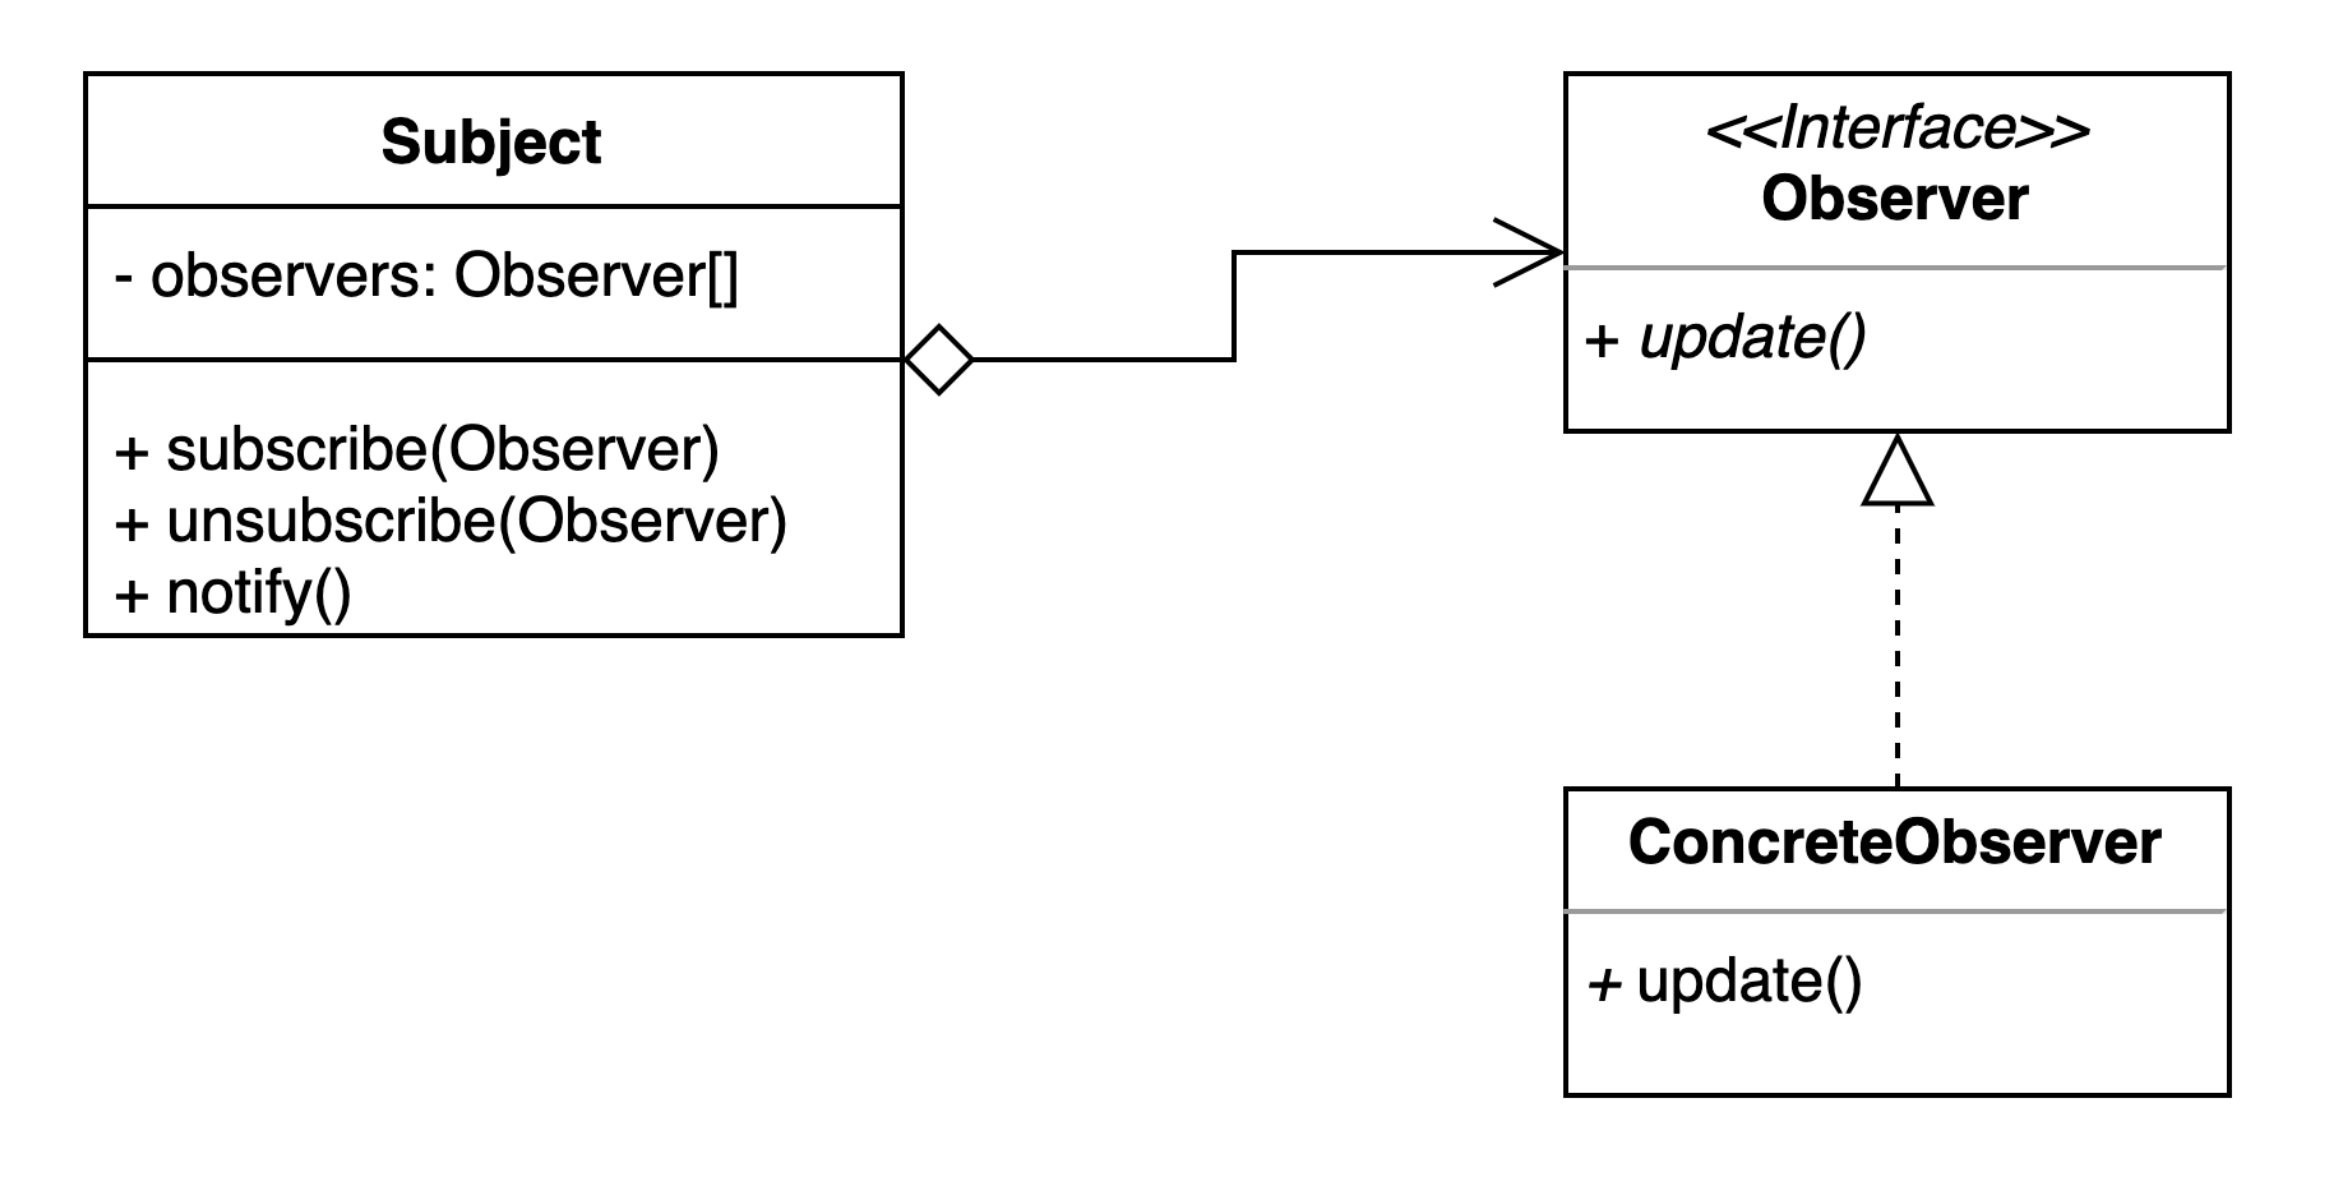 Subject
- observers: Observer[]
+ subscribe(Observer)
+ unsubscribe(Observer)
+ notify()
<<Interface>>
Observer
+ update()
ConcreteObserver
+ update()